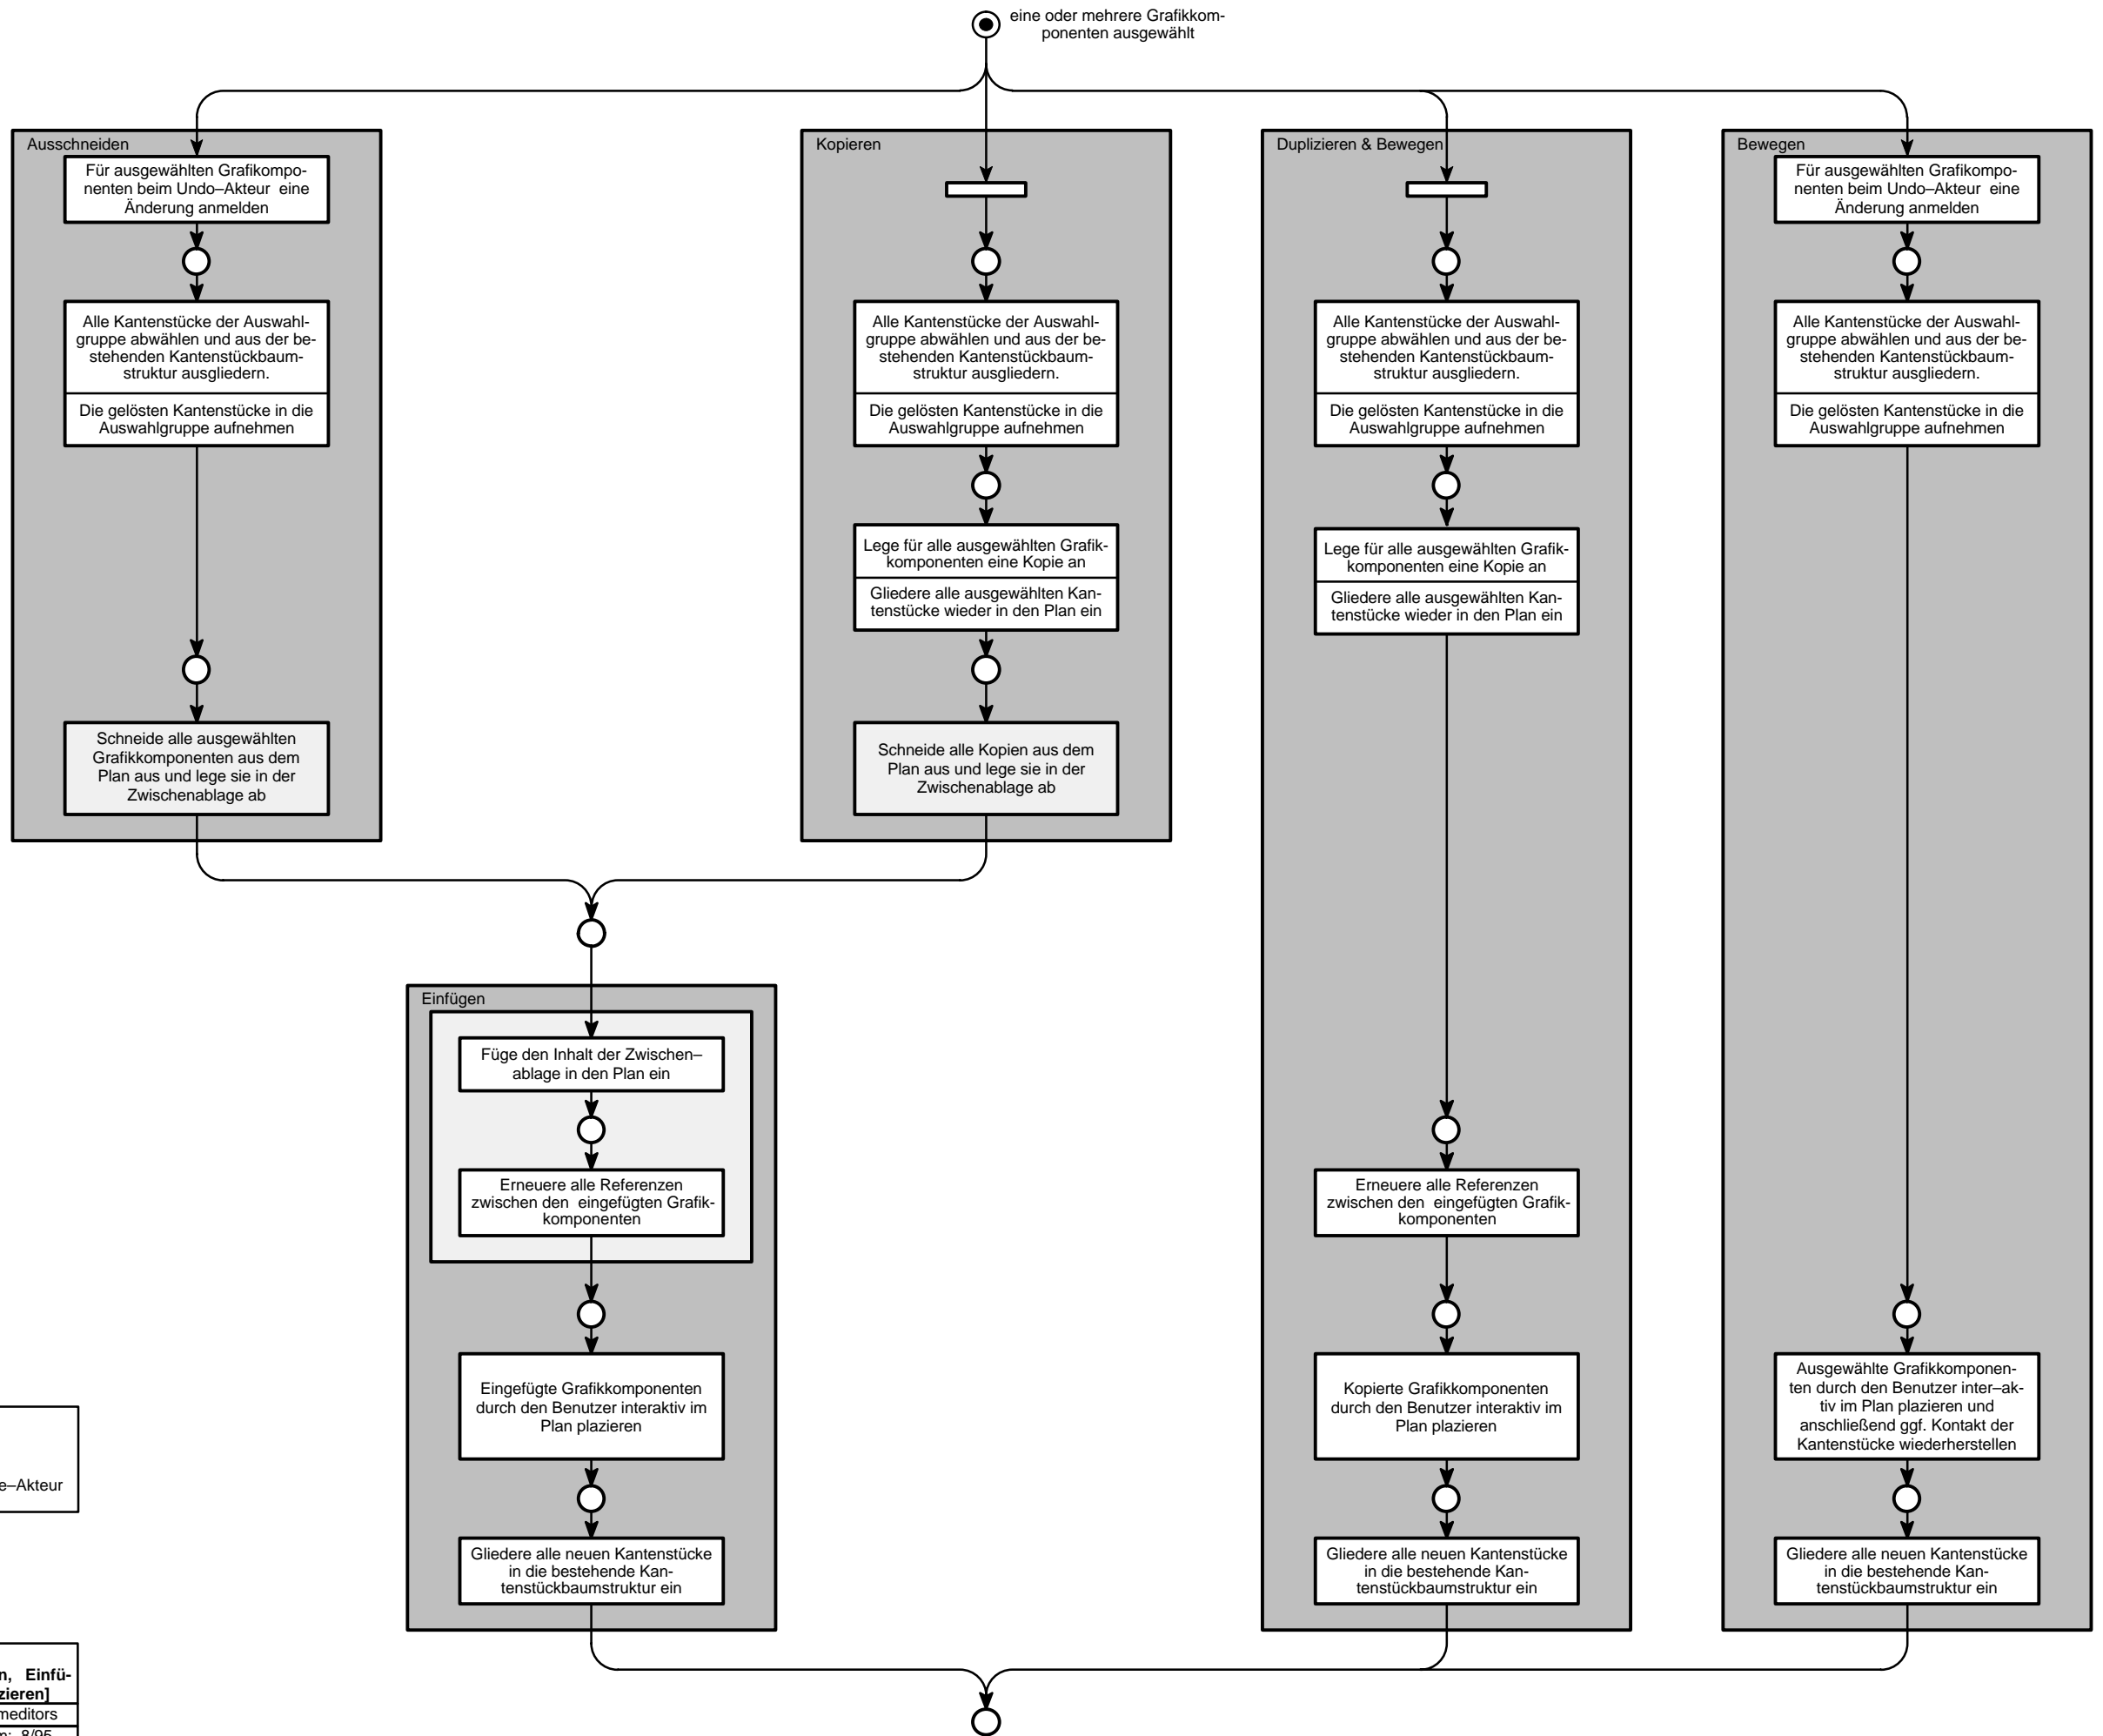 eine oder mehrere Grafikkom-
ponenten ausgewählt
Ausschneiden
Für ausgewählten Grafikompo-
nenten beim Undo–Akteur eine
Änderung anmelden
Alle Kantenstücke der Auswahl-
gruppe abwählen und aus der be-
stehenden Kantenstückbaum-
struktur ausgliedern.
Die gelösten Kantenstücke in die
Auswahlgruppe aufnehmen
Schneide alle ausgewählten
Grafikkomponenten aus dem
Plan aus und lege sie in der
Zwischenablage ab
Kopieren
Alle Kantenstücke der Auswahl-
gruppe abwählen und aus der be-
stehenden Kantenstückbaum-
struktur ausgliedern.
Die gelösten Kantenstücke in die
Auswahlgruppe aufnehmen
Lege für alle ausgewählten Grafik-
komponenten eine Kopie an
Gliedere alle ausgewählten Kan-
tenstücke wieder in den Plan ein
Schneide alle Kopien aus dem
Plan aus und lege sie in der
Zwischenablage ab
Einfügen
Füge den Inhalt der Zwischen–
ablage in den Plan ein
Erneuere alle Referenzen
zwischen den eingefügten Grafik-
komponenten
Eingefügte Grafikkomponenten
durch den Benutzer interaktiv im
Plan plazieren
Gliedere alle neuen Kantenstücke
in die bestehende Kan-
tenstückbaumstruktur ein
Duplizieren & Bewegen
Alle Kantenstücke der Auswahl-
gruppe abwählen und aus der be-
stehenden Kantenstückbaum-
struktur ausgliedern.
Die gelösten Kantenstücke in die
Auswahlgruppe aufnehmen
Lege für alle ausgewählten Grafik-
komponenten eine Kopie an
Gliedere alle ausgewählten Kan-
tenstücke wieder in den Plan ein
Erneuere alle Referenzen
zwischen den eingefügten Grafik-
komponenten
Kopierte Grafikkomponenten
durch den Benutzer interaktiv im
Plan plazieren
Gliedere alle neuen Kantenstücke
in die bestehende Kan-
tenstückbaumstruktur ein
Bewegen
Für ausgewählten Grafikompo-
nenten beim Undo–Akteur eine
Änderung anmelden
Alle Kantenstücke der Auswahl-
gruppe abwählen und aus der be-
stehenden Kantenstückbaum-
struktur ausgliedern.
Die gelösten Kantenstücke in die
Auswahlgruppe aufnehmen
Ausgewählte Grafikkomponen-
ten durch den Benutzer inter–ak-
tiv im Plan plazieren und
anschließend ggf. Kontakt der
Kantenstücke wiederherstellen
Gliedere alle neuen Kantenstücke
in die bestehende Kan-
tenstückbaumstruktur ein
e–Akteur
n, Einfü-
zieren]
neditors
8/95